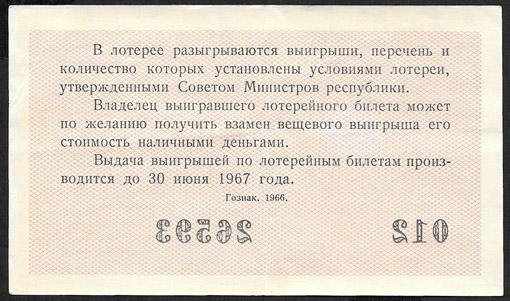 В лотерее разыгрываются выигрыши, перечень и
количество которых установлены условиями лотереи,
утвержденными Советом Министров республики.
Владелец выигравшего лотерейного билета может
по желанию получить взамен вещевого выигрыша его
стоимость наличными деньгами.
Выдача выигрышей по лотерейным билетам произ-
водится до 30 июня 1967 года.
Гознак. 1966.
26593 012